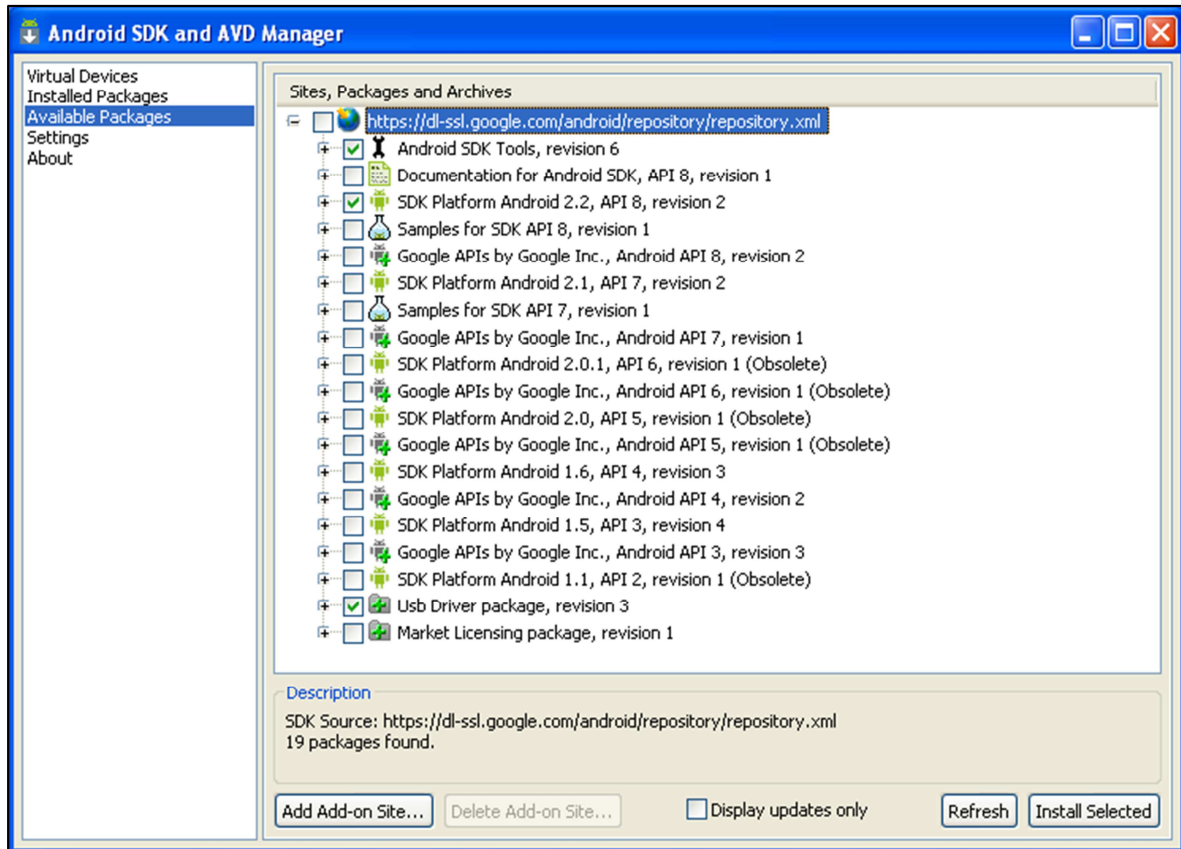 Android SDK and AVD Manager
Virtual Devices
Installed Packages
Available Packages
Settings
About
Sites, Packages and Archives
https://dl-ssl.google.com/android/repository/repository.xml
Android SDK Tools, revision 6
Documentation for Android SDK, API 8, revision 1
SDK Platform Android 2.2, API 8, revision 2
Samples for SDK API 8, revision 1
Google APIs by Google Inc., Android API 8, revision 2
SDK Platform Android 2.1, API 7, revision 2
Samples for SDK API 7, revision 1
Google APIs by Google Inc., Android API 7, revision 1
SDK Platform Android 2.0.1, API 6, revision 1 (Obsolete)
Google APIs by Google Inc., Android API 6, revision 1 (Obsolete)
SDK Platform Android 2.0, API 5, revision 1 (Obsolete)
Google APIs by Google Inc., Android API 5, revision 1 (Obsolete)
SDK Platform Android 1.6, API 4, revision 3
Google APIs by Google Inc., Android API 4, revision 2
SDK Platform Android 1.5, API 3, revision 4
Google APIs by Google Inc., Android API 3, revision 3
SDK Platform Android 1.1, API 2, revision 1 (Obsolete)
Usb Driver package, revision 3
Market Licensing package, revision 1
Description
SDK Source: https://dl-ssl.google.com/android/repository/repository.xml
19 packages found.
Add Add-on Site... Delete Add-on Site... Display updates only Refresh Install Selected